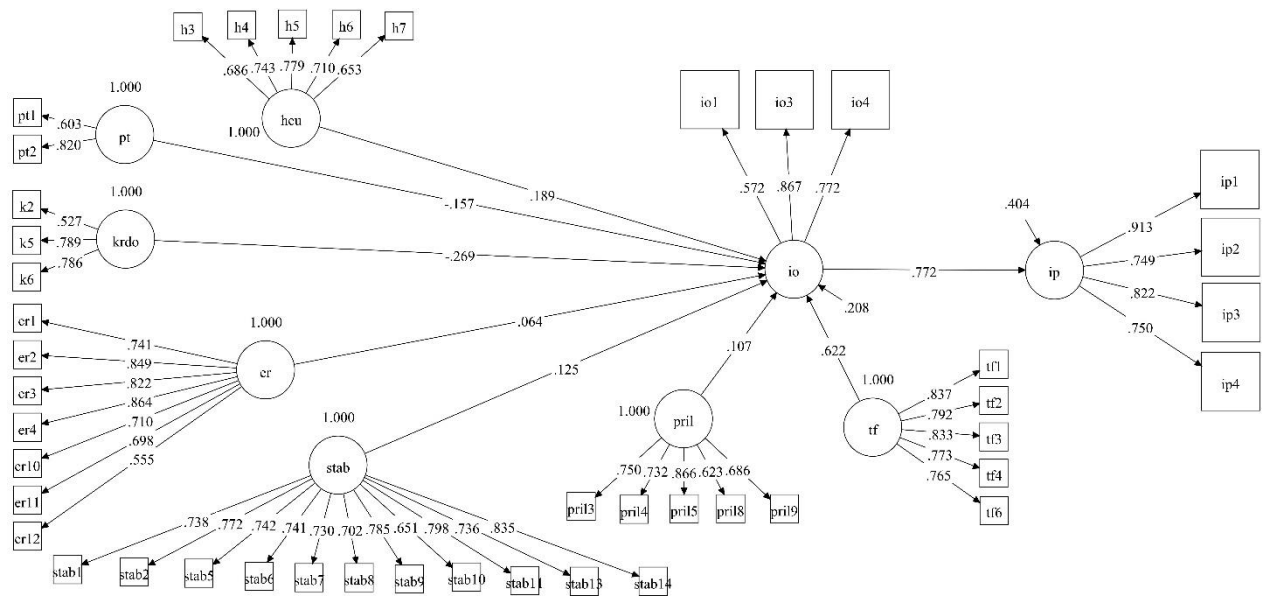 h3 h4 h5 h6 h7
.686 .743 .779 .710 .653
1.000
hcu
1.000
pt1 .603
pt2 .820
pt
io1 io3 io4
.572 .867 .772
.189
-.157
1.000
k2 .527
k5 .789
k6 .786
krdo
-.269
io
.208
.772
.404
ip
ip1 .913
ip2 .749
ip3 .822
ip4 .750
1.000
er1 .741
er2 .849
er3 .822
er4 .864
er10 .710
er11 .698
er12 .555
er
.064
.125
1.000
stab
.738 .772 .742 .741 .730 .702 .785 .651 .798 .736 .835
stab1 stab2 stab5 stab6 stab7 stab8 stab9 stab10 stab11 stab13 stab14
.107
1.000
pril
.750 .732 .866 .623 .686
pril3 pril4 pril5 pril8 pril9
.622
1.000
tf
.837 tf1
.792 tf2
.833 tf3
.773 tf4
.765 tf6